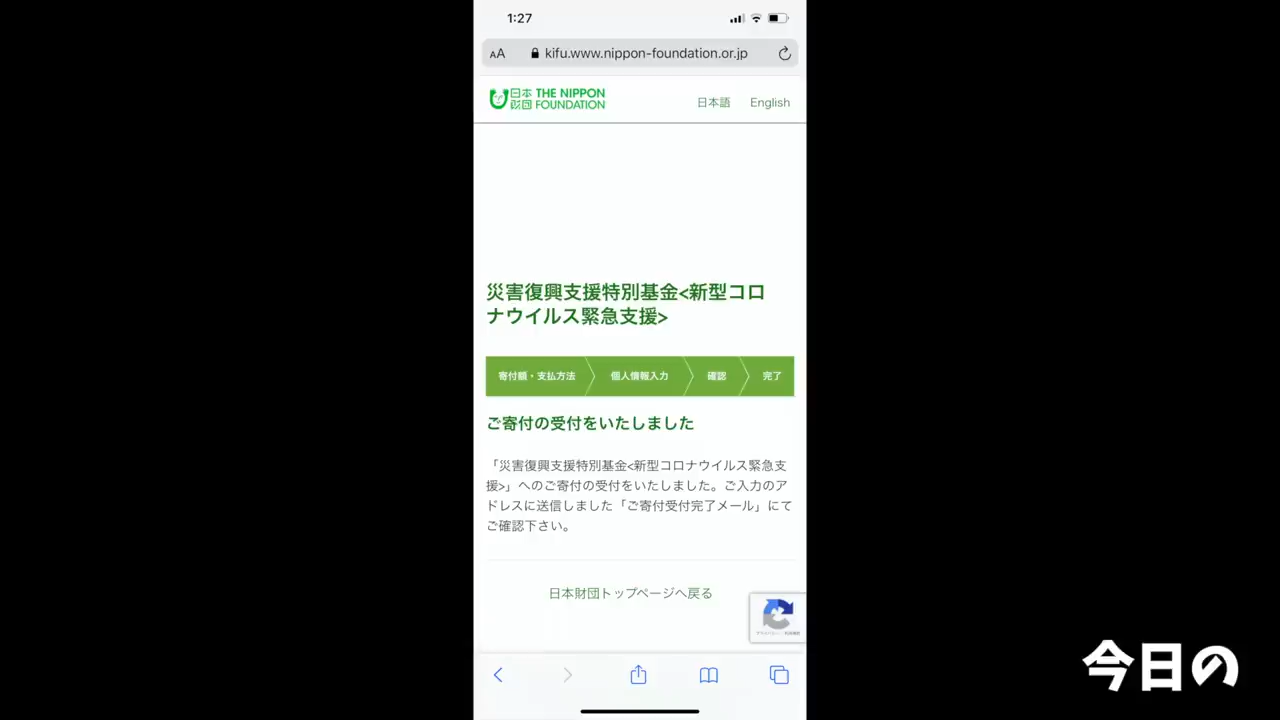 1:27
AA kifu.www.nippon-foundation.or.jp
日本 THE NIPPON
財団 FOUNDATION
日本語 English
災害復興支援特別基金<新型コロ
ナウイルス緊急支援>
寄付額・支払方法 個人情報入力 確認 完了
ご寄付の受付をいたしました
「災害復興支援特別基金<新型コロナウイルス緊急支
援>」へのご寄付の受付をいたしました。ご入力のア
ドレスに送信しました「ご寄付受付完了メール」にて
ご確認下さい。
日本財団トップページへ戻る
今日の